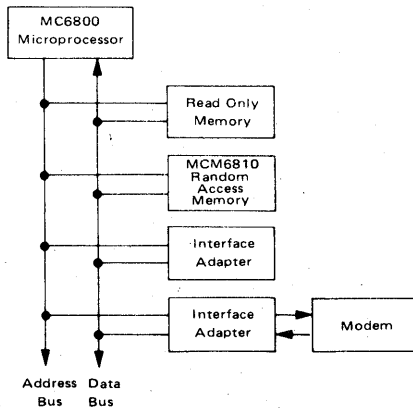 MC6800
Microprocessor
Read Only
Memory
MCM6810
Random
Access
Memory
Interface
Adapter
Interface
Adapter
Modem
Address Data
Bus Bus